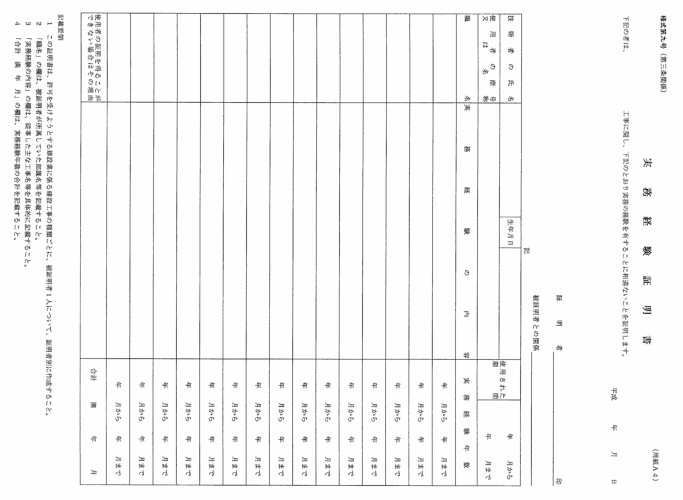 様式第九号（第三条関係）
（用紙Ａ４）
実務経験証明書
下記の者は、　　　工事に関し、下記のとおり実務の経験を有することに相違ないことを証明します。
平成　年　月　日
証明者　　印
被証明者との関係
記
技術者の氏名　生年月日　使用された期間　年　月から
使用者の商号又は名称　年　月まで
職名　実務経験の内容　実務経験年数
年　月から　年　月まで
年　月から　年　月まで
年　月から　年　月まで
年　月から　年　月まで
年　月から　年　月まで
年　月から　年　月まで
年　月から　年　月まで
年　月から　年　月まで
年　月から　年　月まで
年　月から　年　月まで
年　月から　年　月まで
年　月から　年　月まで
年　月から　年　月まで
年　月から　年　月まで
使用者の証明を得ることができない場合はその理由　合計　満　年　月
記載要領
１　この証明書は、許可を受けようとする建設業に係る建設工事の種類ごとに、被証明者１人について、証明者別に作成すること。
２　「職名」の欄は、被証明者が所属していた部課名等を記載すること。
３　「実務経験の内容」の欄は、従事した主な工事名等を具体的に記載すること。
４　「合計　満　年　月」の欄は、実務経験年数の合計を記載すること。